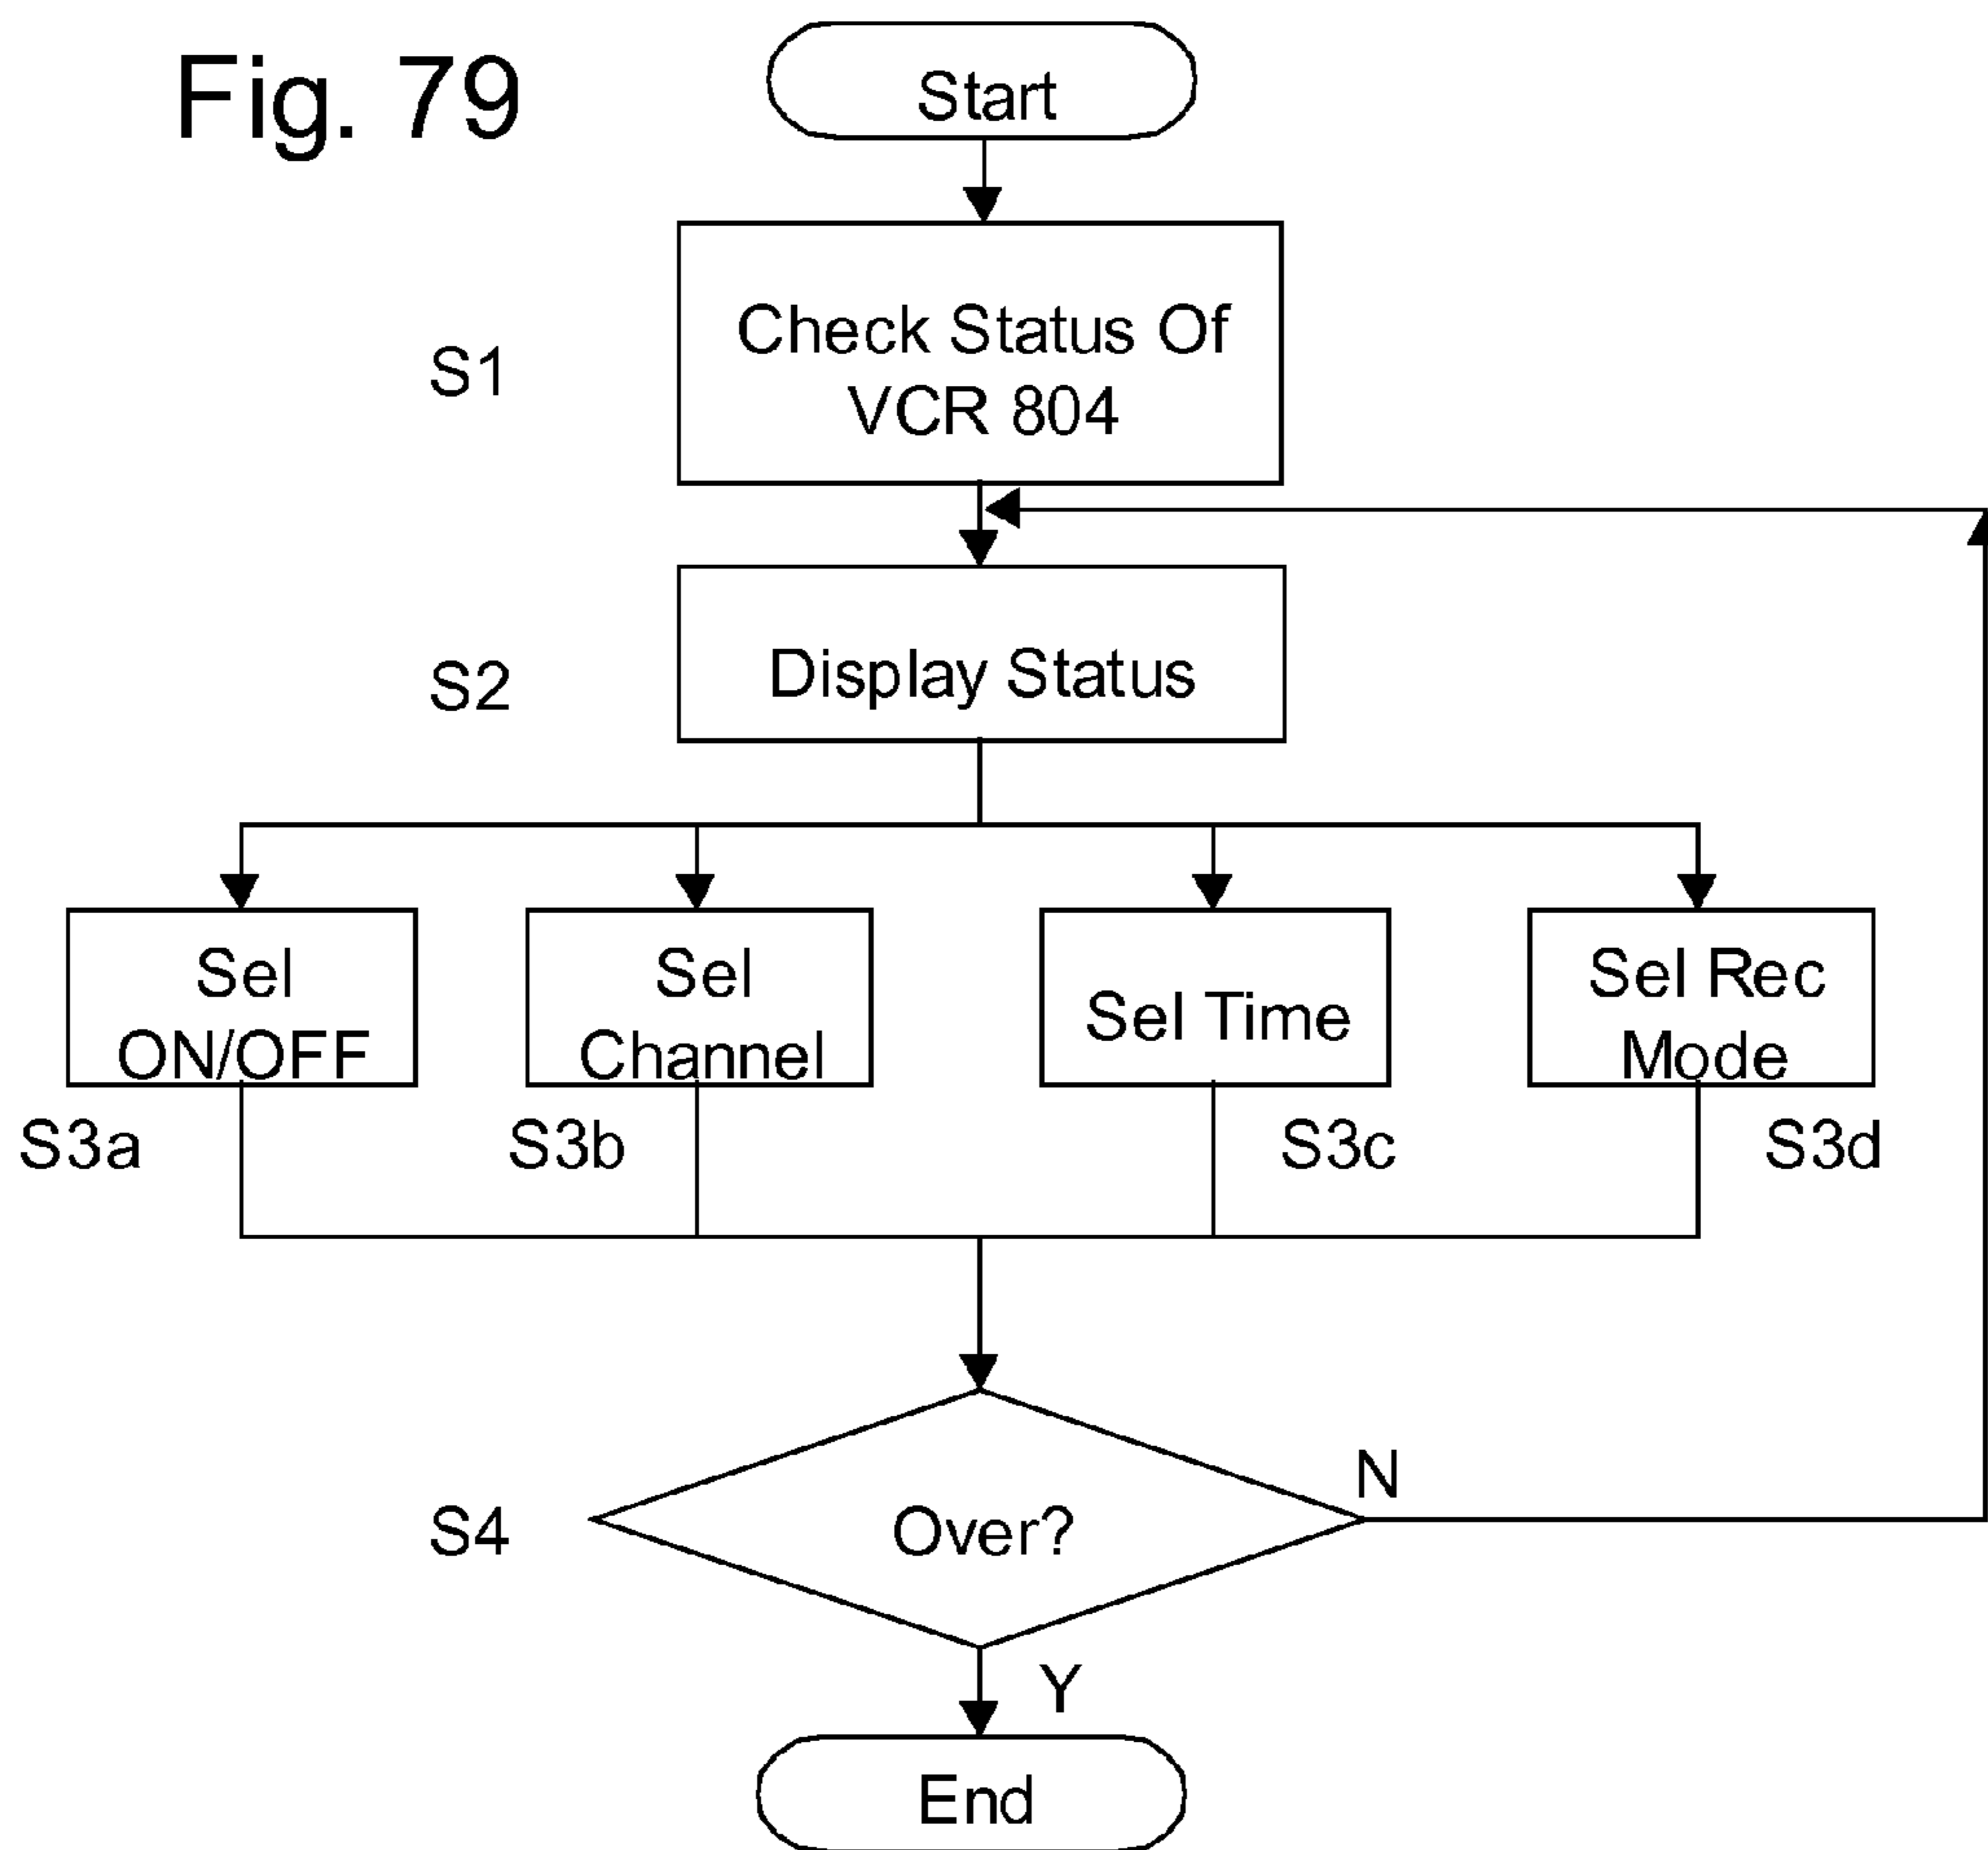 Fig. 79
Start
S1
Check Status Of
VCR 804
S2
Display Status
Sel
ON/OFF
S3a
Sel
Channel
S3b
Sel Time
S3c
Sel Rec
Mode
S3d
S4
Over?
N
Y
End